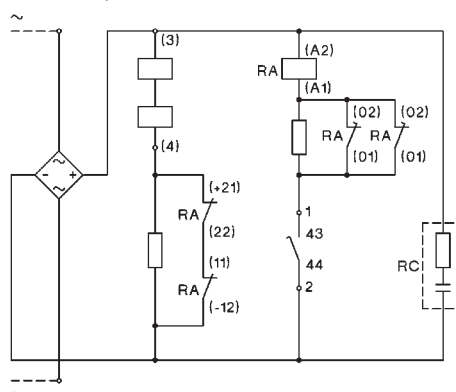 ~
(3)
(A2)
RA
(A1)
(02) (02)
RA RA
(01) (01)
(4)
~
- +
~
(+21)
RA
(22)
1
43
(11)
44
RA
2
(-12)
RC